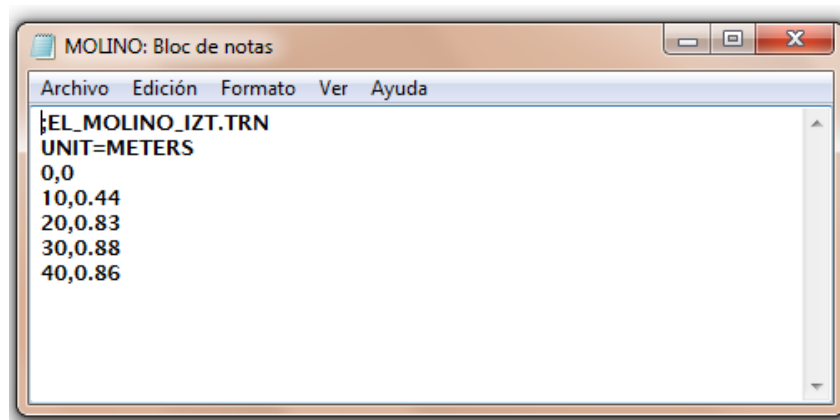 MOLINO: Bloc de notas
Archivo Edición Formato Ver Ayuda
;EL_MOLINO_IZT.TRN
UNIT=METERS
0,0
10,0.44
20,0.83
30,0.88
40,0.86